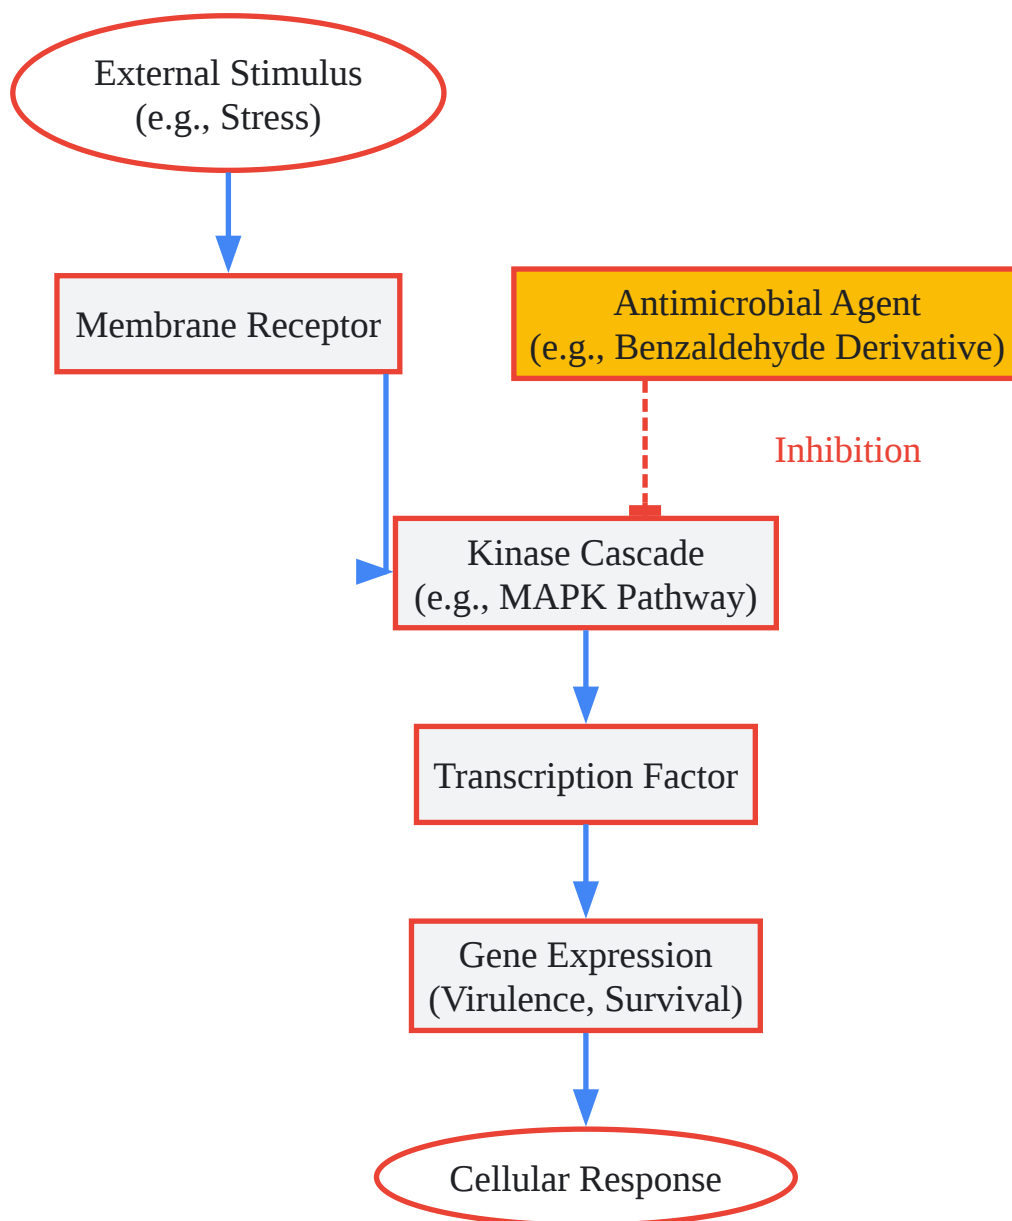 External Stimulus
(e.g., Stress)
Membrane Receptor
Antimicrobial Agent
(e.g., Benzaldehyde Derivative)
Inhibition
Kinase Cascade
(e.g., MAPK Pathway)
Transcription Factor
Gene Expression
(Virulence, Survival)
Cellular Response